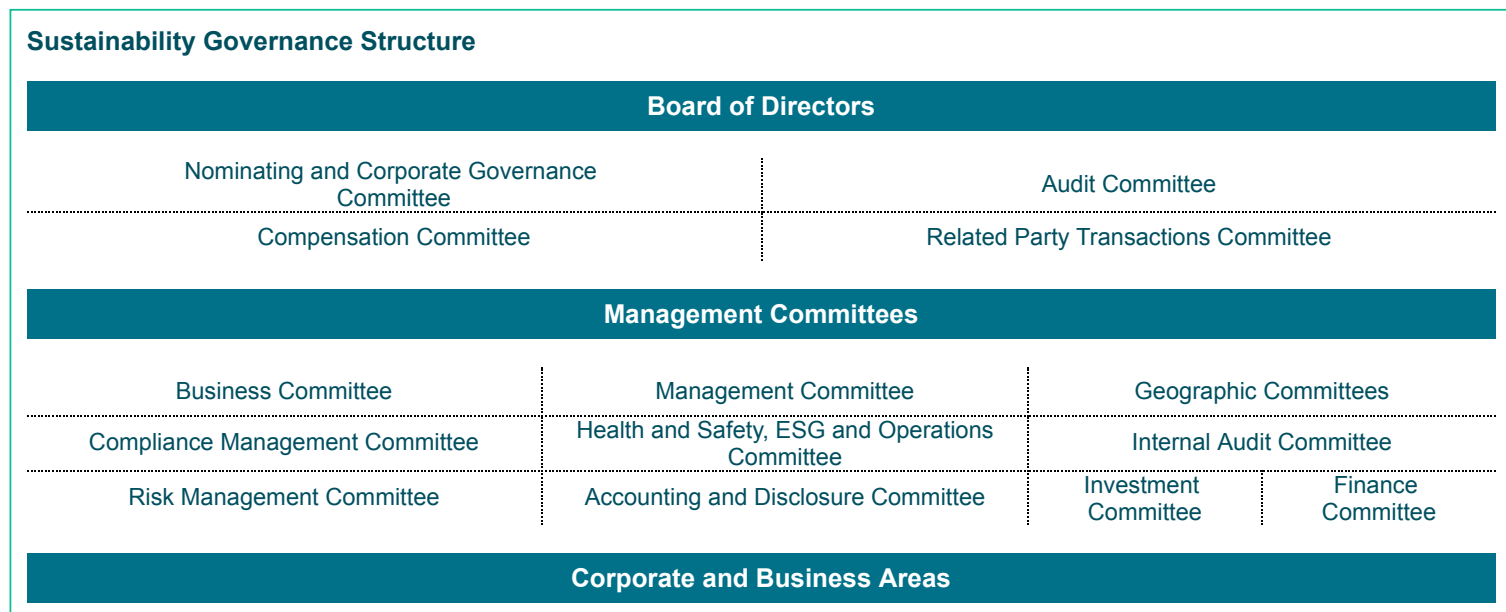 Sustainability Governance Structure
Board of Directors
Nominating and Corporate Governance
Committee
Audit Committee
Compensation Committee
Related Party Transactions Committee
Management Committees
Business Committee
Management Committee
Geographic Committees
Compliance Management Committee
Health and Safety, ESG and Operations
Committee
Internal Audit Committee
Risk Management Committee
Accounting and Disclosure Committee
Investment
Committee
Finance
Committee
Corporate and Business Areas